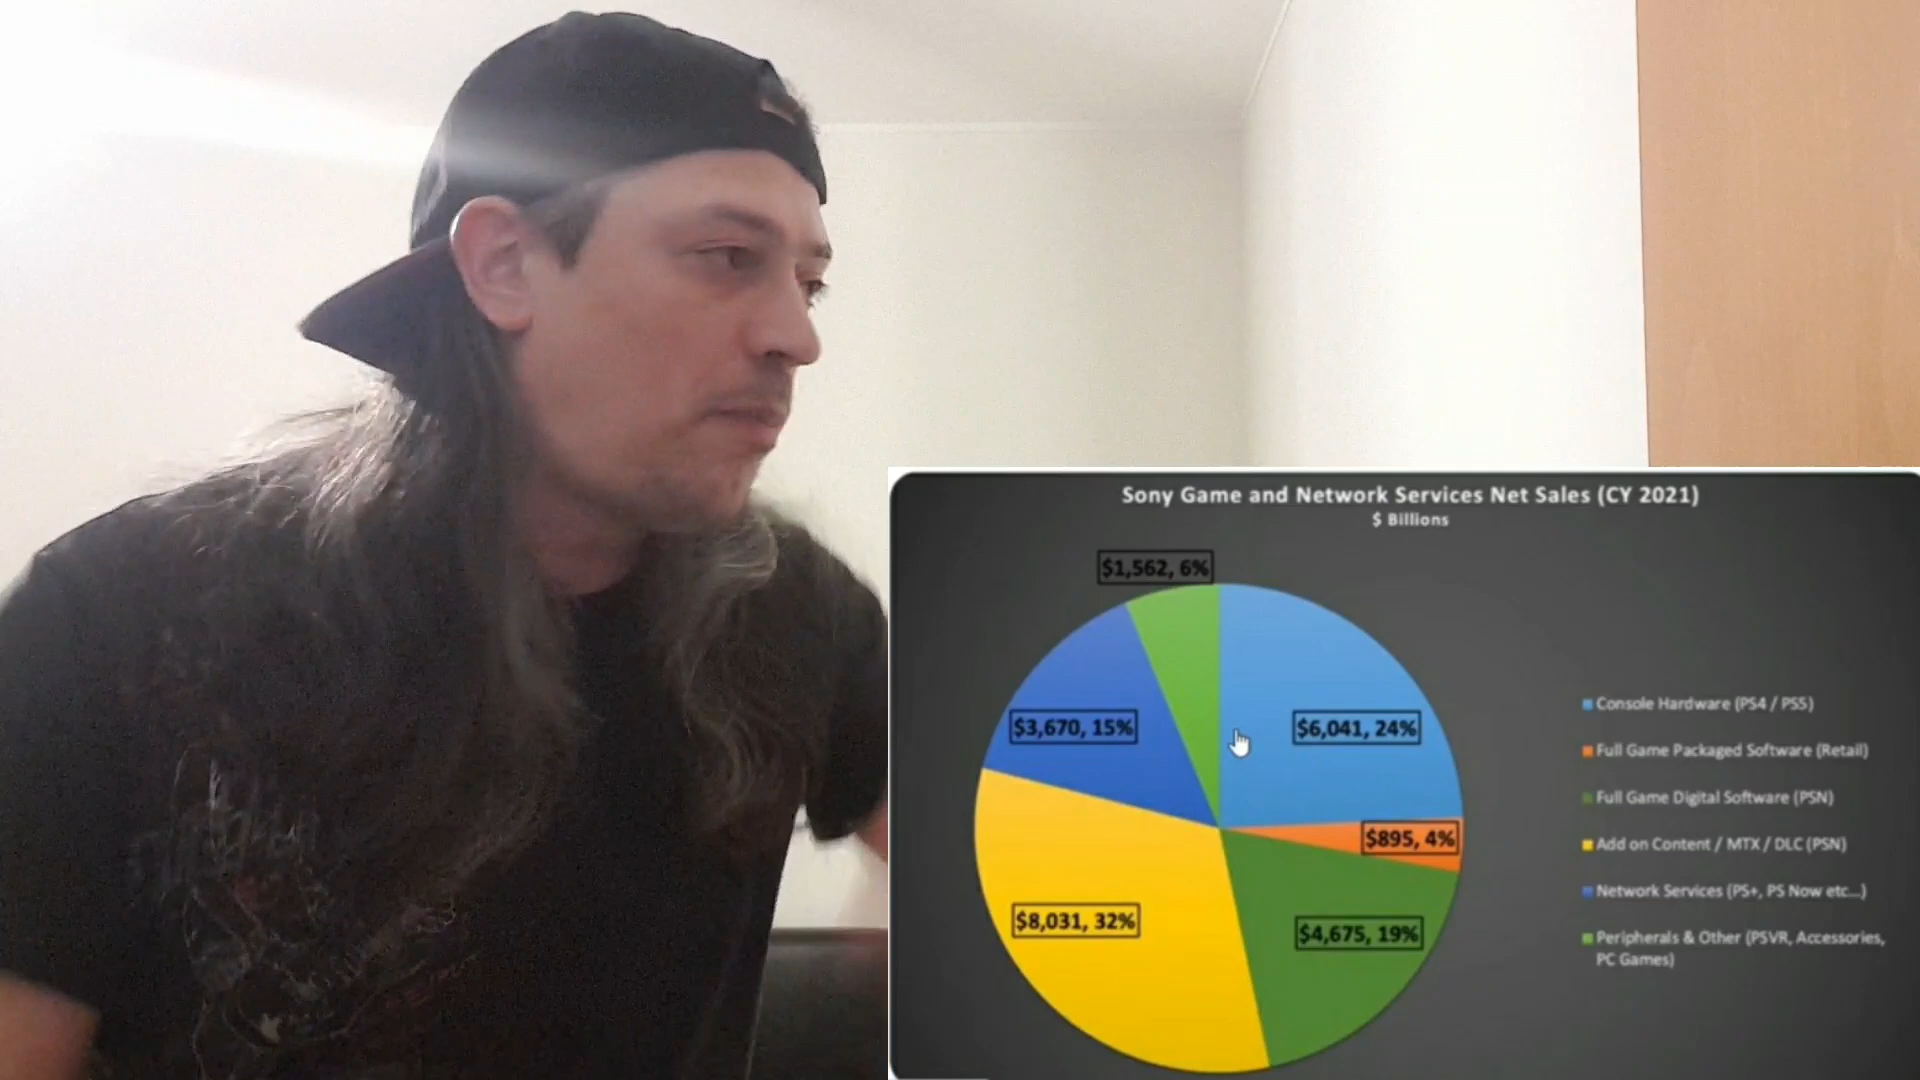 Sony Game and Network Services Net Sales (CY 2021)
$ Billions
$1,562, 6%
$3,670, 15%
$6,041, 24%
$895, 4%
$8,031, 32%
$4,675, 19%
Console Hardware (PS4 / PS5)
Full Game Packaged Software (Retail)
Full Game Digital Software (PSN)
Add on Content / MTX / DLC (PSN)
Network Services (PS+, PS Now etc...)
Peripherals & Other (PSVR, Accessories,
PC Games)